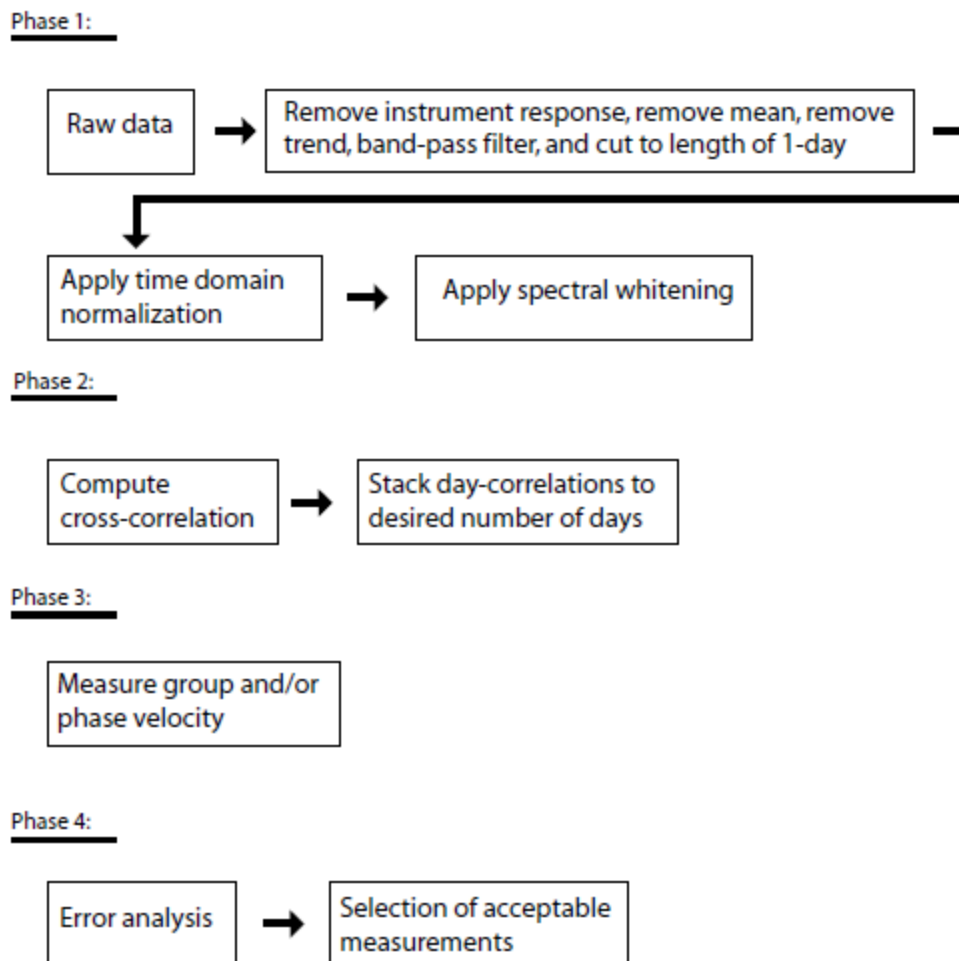 Phase 1:
Raw data
Remove instrument response, remove mean, remove
trend, band-pass filter, and cut to length of 1-day
Apply time domain
normalization
Apply spectral whitening
Phase 2:
Compute
cross-correlation
Stack day-correlations to
desired number of days
Phase 3:
Measure group and/or
phase velocity
Phase 4:
Error analysis
Selection of acceptable
measurements